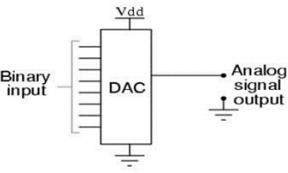 Vdd
Binary
input
DAC
Analog
signal
output